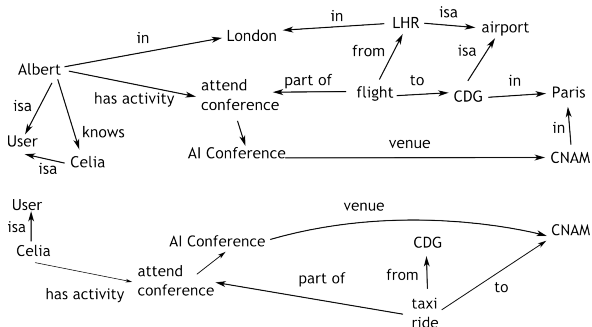 in
LHR
isa
airport
in
London
from
isa
Albert
attend
conference
part of
flight
to
CDG
in
Paris
has activity
isa
User
knows
AI Conference
venue
in
isa
Celia
CNAM
User
venue
isa
AI Conference
CDG
CNAM
Celia
attend
conference
part of
from
to
has activity
taxi
ride